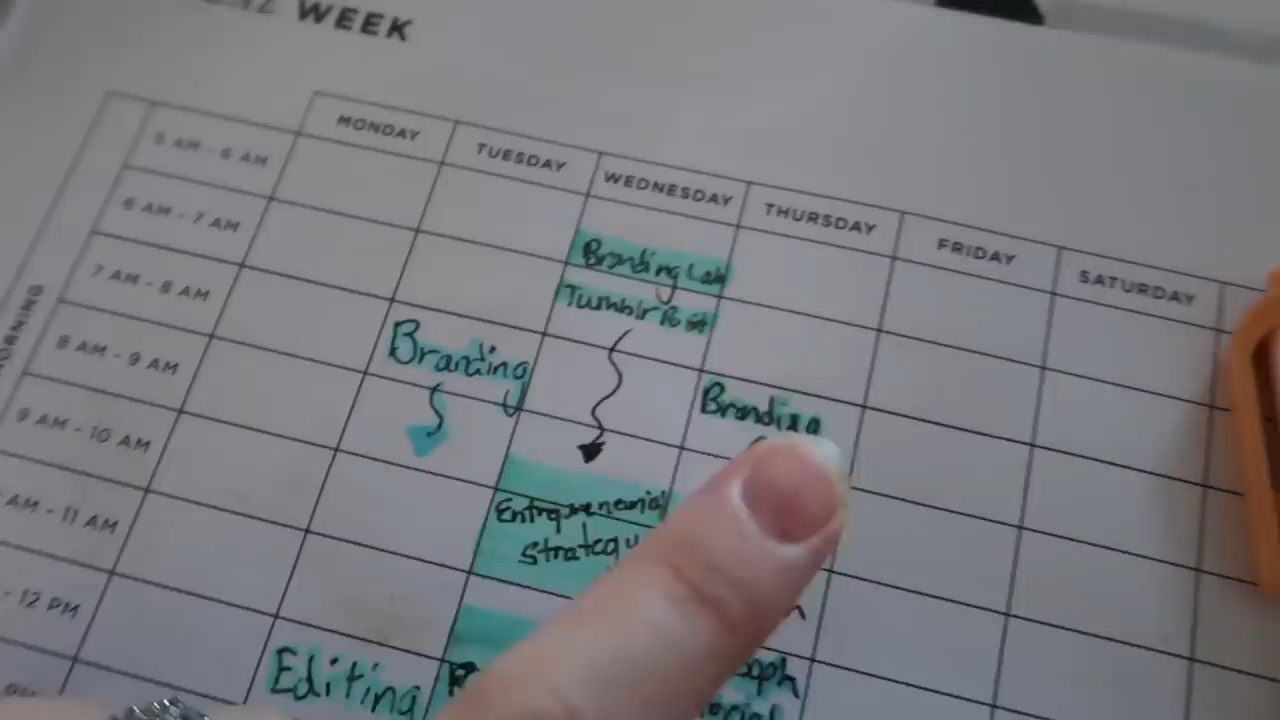 WEEK
MONDAY
TUESDAY
WEDNESDAY
THURSDAY
FRIDAY
SATURDAY
5 AM - 6 AM
6 AM - 7 AM
7 AM - 8 AM
8 AM - 9 AM
9 AM - 10 AM
AM - 11 AM
- 12 PM
Branding Lab
Tumblr Post
Branding
Branding
Entrepreneurial
Strategy
Editing